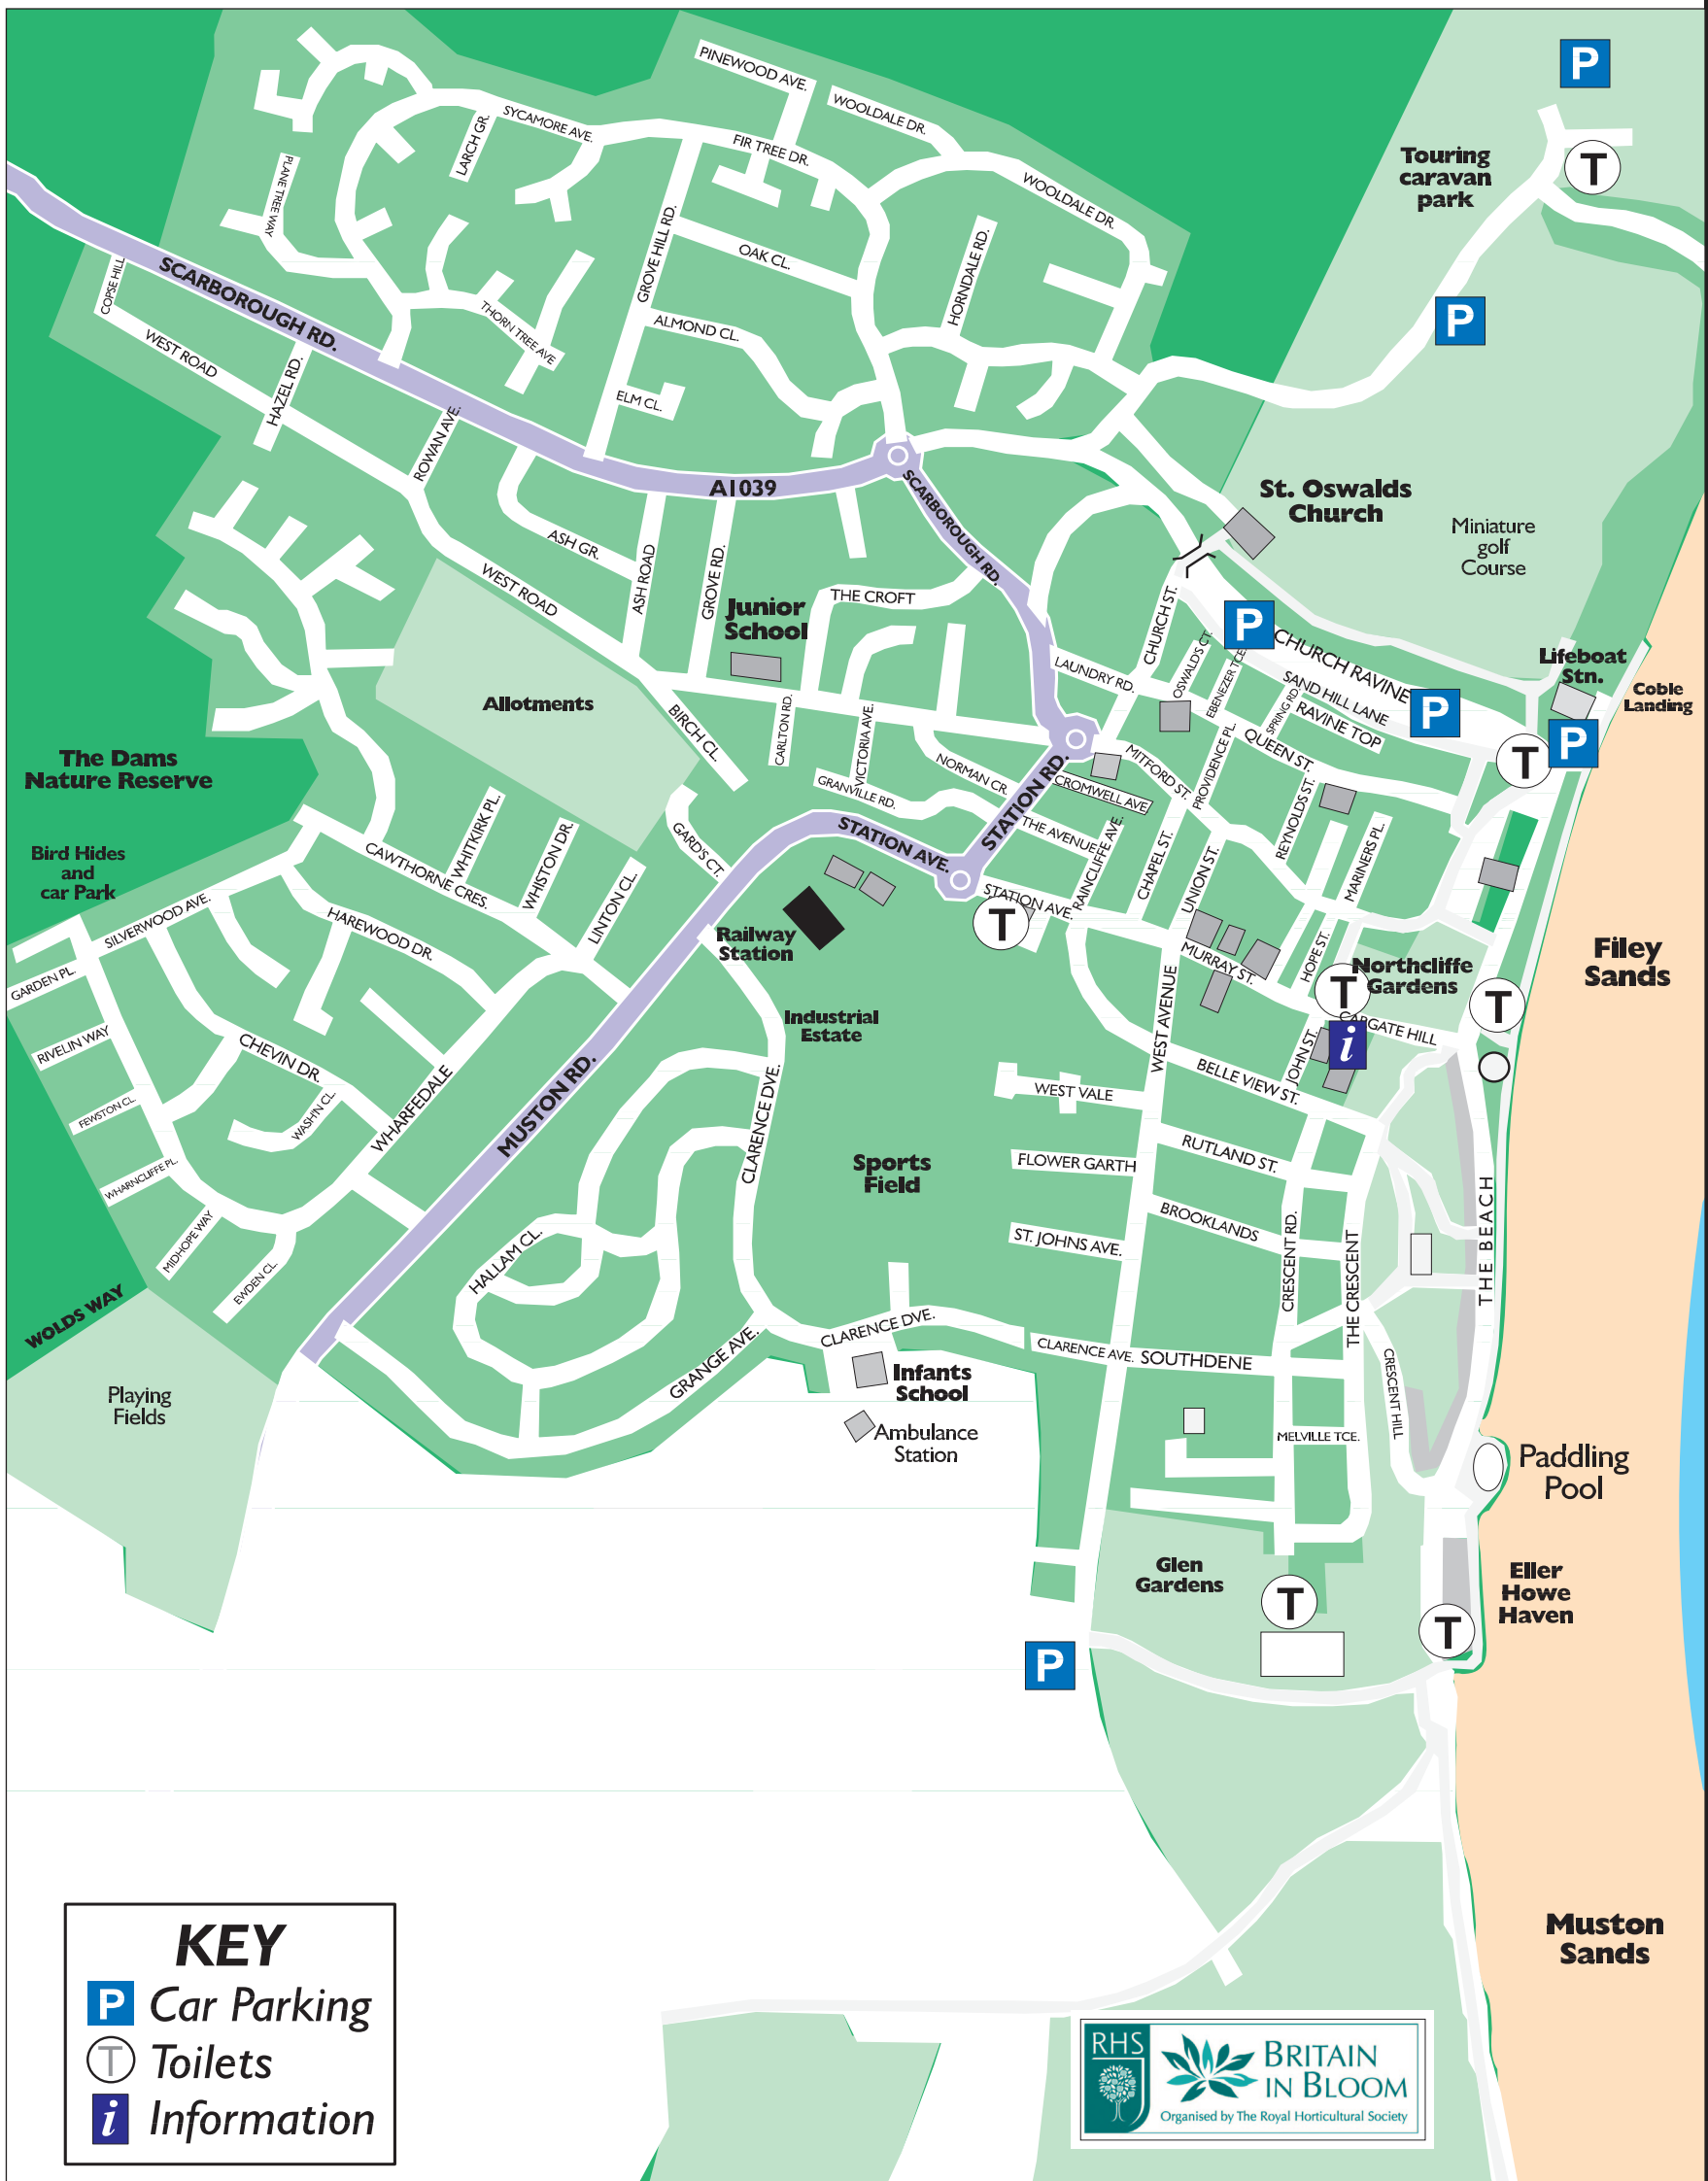 PINEWOOD AVE.
WOOLDALE DR.
P
SYCAMORE AVE.
LARCH GR.
FIR TREE DR.
Touring
caravan
park
T
PLANE TREE WAY
WOOLDALE DR.
GROVE HILL RD.
OAK CL.
HORNDALE RD.
COPSE HILL
SCARBOROUGH RD.
THORN TREE AVE
ALMOND CL.
P
WEST ROAD
HAZEL RD.
ELM CL.
ROWAN AVE.
A1039
SCARBOROUGH RD.
St. Oswalds
Church
Miniature
golf
Course
ASH GR.
WEST ROAD
ASH ROAD
GROVE RD.
THE CROFT
Junior
School
CHURCH ST.
P
CHURCH RAVINE
LAUNDRY RD.
OSWALD'S CT.
EBENEZER TCE.
SAND HILL LANE
SPRING RD.
RAVINE TOP
P
Lifeboat
Stn.
Coble
Landing
P
T
Allotments
BIRCH CL.
CARLTON RD.
VICTORIA AVE.
NORMAN CR.
GRANVILLE RD.
STATION RD.
CROMWELL AVE
MITFORD ST.
PROVIDENCE PL.
QUEEN ST.
REYNOLDS ST.
MARINERS PL.
The Dams
Nature Reserve
Bird Hides
and
car Park
CAWTHORNE CRES.
WHITKIRK PL.
WHISTON DR.
LINTON CL.
GARD'S CT.
STATION AVE.
THE AVENUE
RAINCLIFFE AVE.
STATION AVE.
CHAPEL ST.
UNION ST.
T
Railway
Station
SILVERWOOD AVE.
HAREWOOD DR.
GARDEN PL.
MURRAY ST.
HOPE ST.
Northcliffe
Gardens
T
T
CARGATE HILL
i
JOHN ST.
Filey
Sands
Industrial
Estate
RIVELIN WAY
CHEVIN DR.
FEWSTON CL.
WASH'N CL.
WHARFEDALE
MUSTON RD.
WHARNCLIFFE PL.
MIDHOPE WAY
EWDEN CL.
WOLDS WAY
Playing
Fields
CLARENCE DVE.
HALLAM CL.
GRANGE AVE.
CLARENCE DVE.
Sports
Field
WEST AVENUE
WEST VALE
BELLE VIEW ST.
FLOWER GARTH
RUTLAND ST.
BROOKLANDS
ST. JOHNS AVE.
CRESCENT RD.
THE CRESCENT
THE BEACH
CLARENCE AVE.
SOUTHDENE
CRESCENT HILL
Infants
School
Ambulance
Station
MELVILLE TCE.
Paddling
Pool
Glen
Gardens
T
Eller
Howe
Haven
T
P
Muston
Sands
KEY
P Car Parking
T Toilets
i Information
RHS
BRITAIN
IN BLOOM
Organised by The Royal Horticultural Society